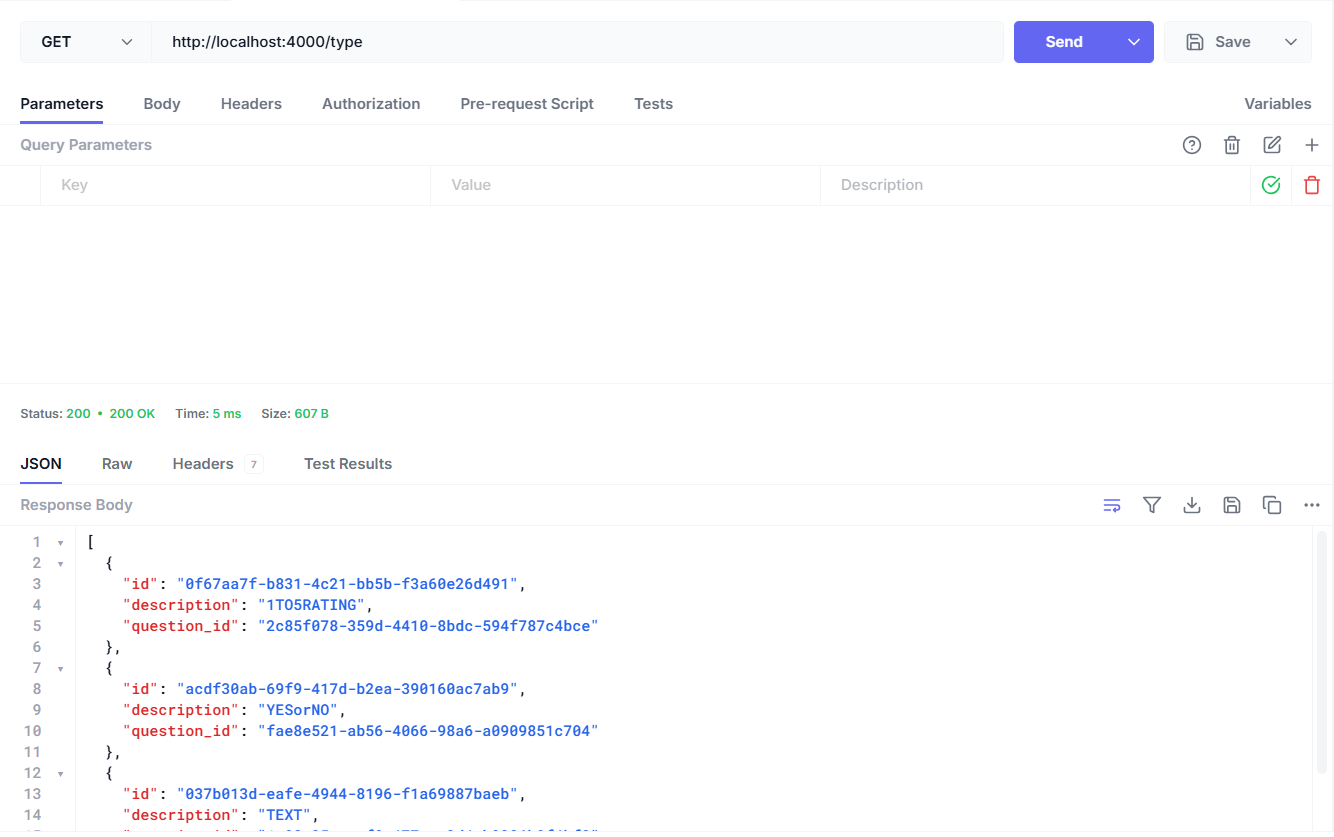 GET http://localhost:4000/type Send Save
Parameters Body Headers Authorization Pre-request Script Tests Variables
Query Parameters
Key Value Description
Status: 200 • 200 OK Time: 5 ms Size: 607 B
JSON Raw Headers 7 Test Results
Response Body
1 [
2 {
3 "id": "0f67aa7f-b831-4c21-bb5b-f3a60e26d491",
4 "description": "1TO5RATING",
5 "question_id": "2c85f078-359d-4410-8bdc-594f787c4bce"
6 },
7 {
8 "id": "acdf30ab-69f9-417d-b2ea-390160ac7ab9",
9 "description": "YESorNO",
10 "question_id": "fae8e521-ab56-4066-98a6-a0909851c704"
11 },
12 {
13 "id": "037b013d-eafe-4944-8196-f1a69887baeb",
14 "description": "TEXT",